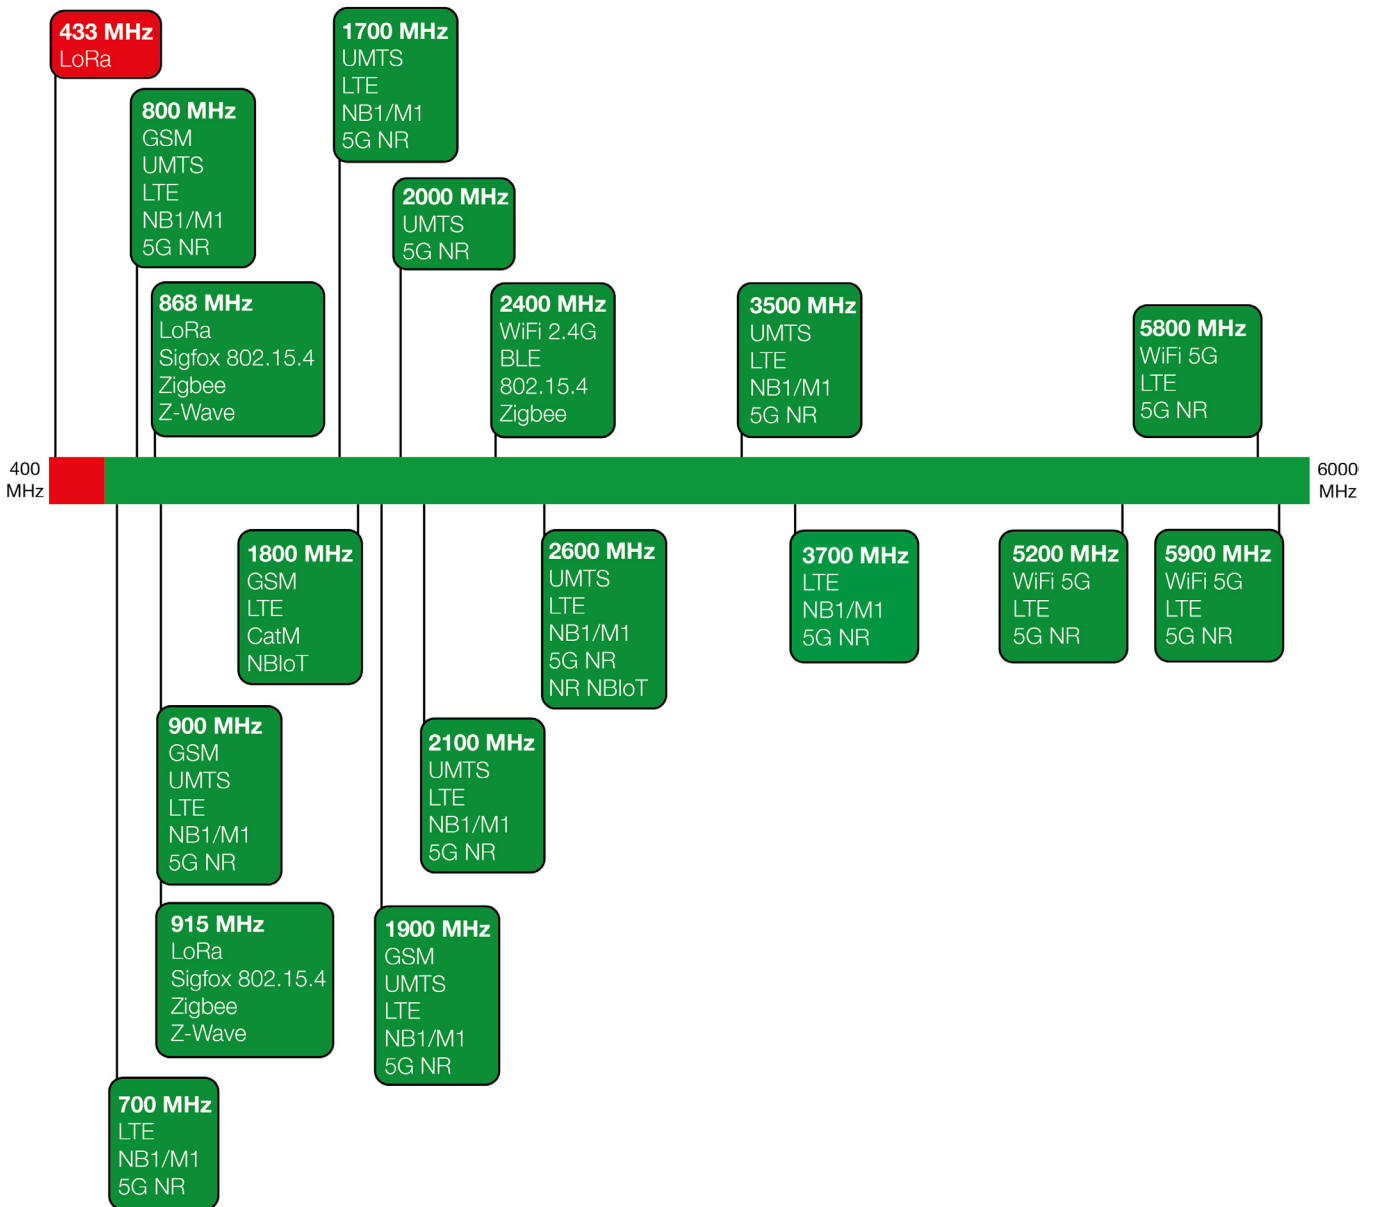 433 MHz
LoRa
800 MHz
GSM
UMTS
LTE
NB1/M1
5G NR
868 MHz
LoRa
Sigfox 802.15.4
Zigbee
Z-Wave
1700 MHz
UMTS
LTE
NB1/M1
5G NR
2000 MHz
UMTS
5G NR
2400 MHz
WiFi 2.4G
BLE
802.15.4
Zigbee
3500 MHz
UMTS
LTE
NB1/M1
5G NR
5800 MHz
WiFi 5G
LTE
5G NR
400
MHz
6000
MHz
1800 MHz
GSM
LTE
CatM
NBIoT
2600 MHz
UMTS
LTE
NB1/M1
5G NR
NR NBIoT
3700 MHz
LTE
NB1/M1
5G NR
5200 MHz
WiFi 5G
LTE
5G NR
5900 MHz
WiFi 5G
LTE
5G NR
900 MHz
GSM
UMTS
LTE
NB1/M1
5G NR
2100 MHz
UMTS
LTE
NB1/M1
5G NR
915 MHz
LoRa
Sigfox 802.15.4
Zigbee
Z-Wave
1900 MHz
GSM
UMTS
LTE
NB1/M1
5G NR
700 MHz
LTE
NB1/M1
5G NR